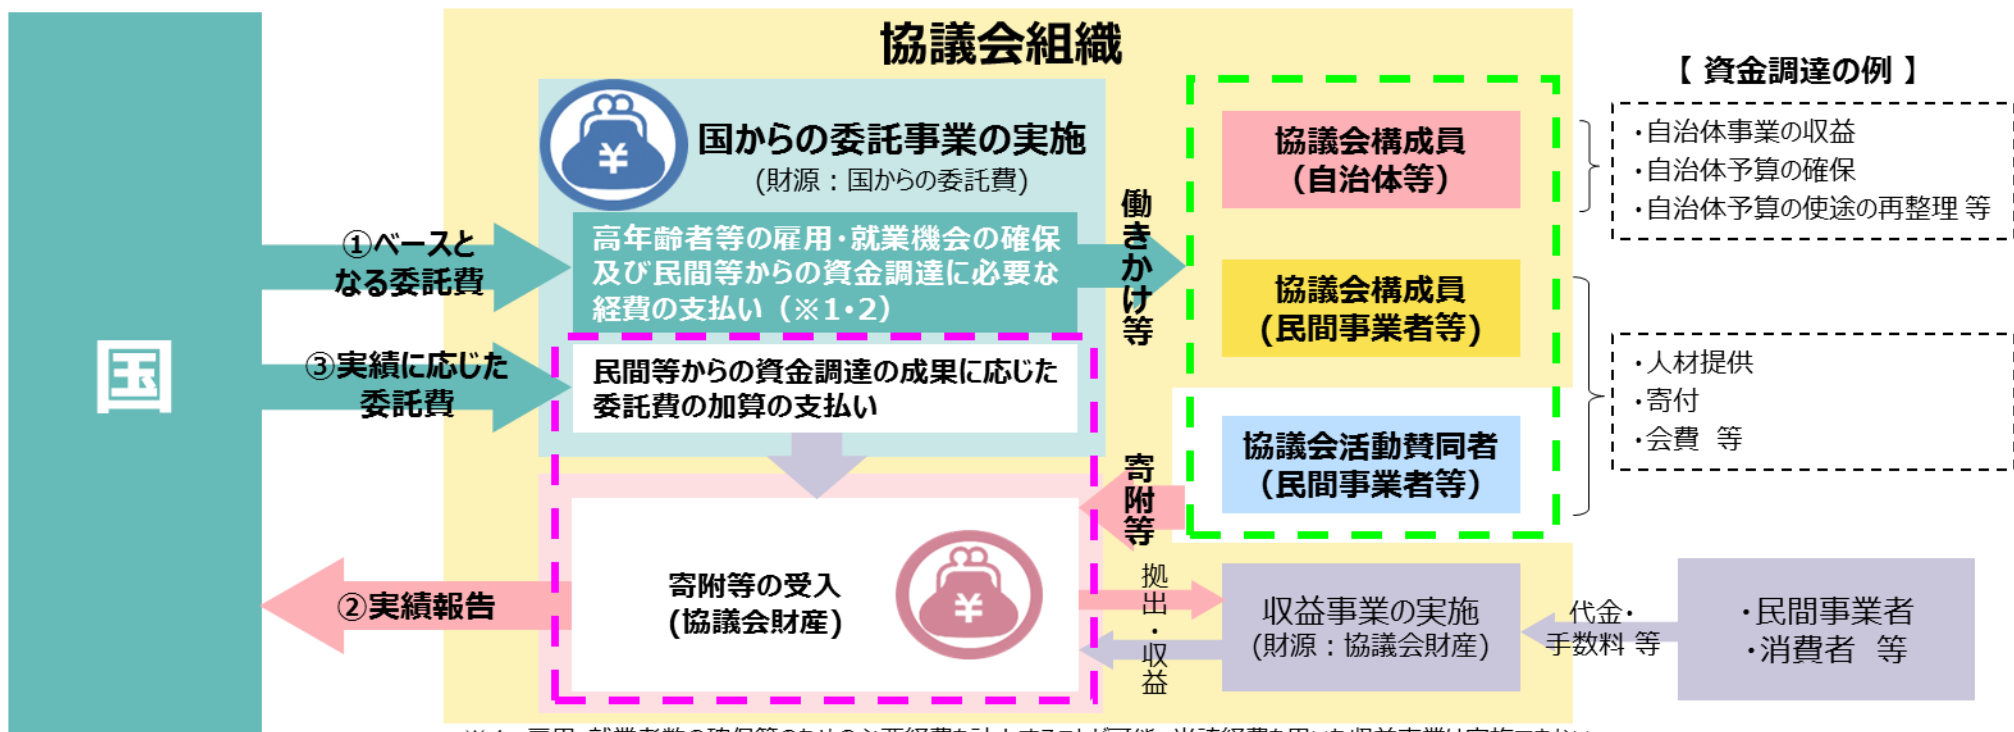 協議会組織
国
国からの委託事業の実施
(財源：国からの委託費)
①ベースと
なる委託費
高年齢者等の雇用・就業機会の確保
及び民間等からの資金調達に必要な
経費の支払い（※1・2）
③実績に応じた
委託費
民間等からの資金調達の成果に応じた
委託費の加算の支払い
②実績報告
寄附等の受入
(協議会財産)
働きかけ等
寄附等
拠出・収益
協議会構成員
（自治体等）
協議会構成員
(民間事業者等)
協議会活動賛同者
（民間事業者等）
収益事業の実施
(財源：協議会財産)
代金・
手数料 等
・民間事業者
・消費者 等
【 資金調達の例 】
・自治体事業の収益
・自治体予算の確保
・自治体予算の使途の再整理 等
・人材提供
・寄付
・会費 等